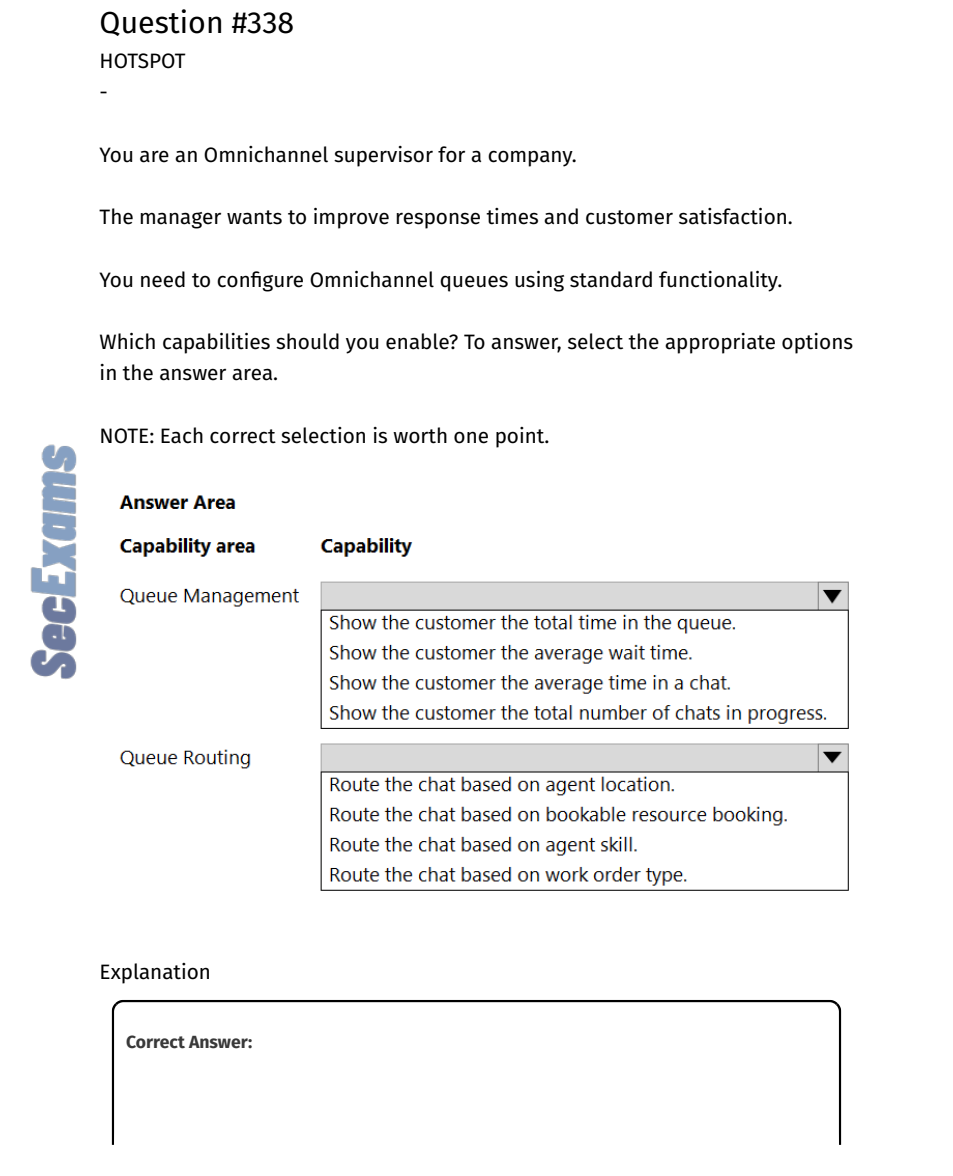 Question #338
HOTSPOT
-
You are an Omnichannel supervisor for a company.
The manager wants to improve response times and customer satisfaction.
You need to configure Omnichannel queues using standard functionality.
Which capabilities should you enable? To answer, select the appropriate options
in the answer area.
NOTE: Each correct selection is worth one point.
SecExams
Answer Area
Capability area Capability
Queue Management
Show the customer the total time in the queue.
Show the customer the average wait time.
Show the customer the average time in a chat.
Show the customer the total number of chats in progress.
Queue Routing
Route the chat based on agent location.
Route the chat based on bookable resource booking.
Route the chat based on agent skill.
Route the chat based on work order type.
Explanation
Correct Answer: